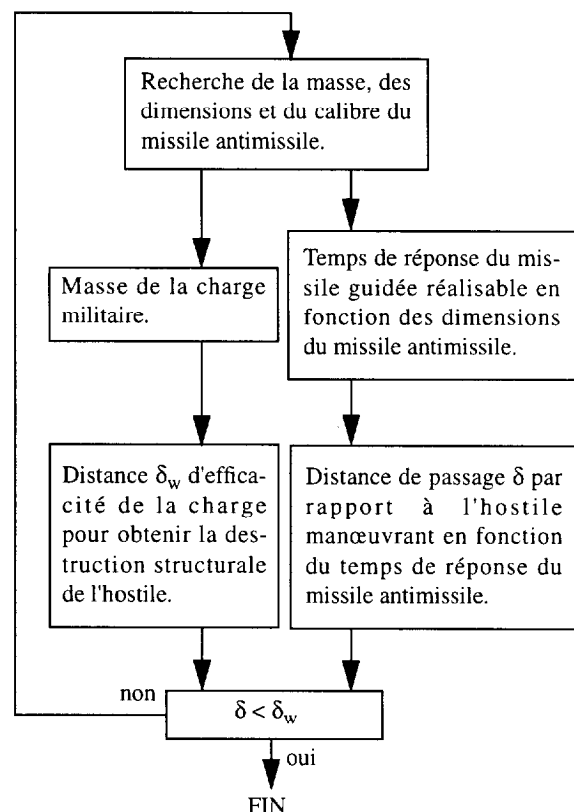 Recherche de la masse, des
dimensions et du calibre du
missile antimissile.
Masse de la charge
militaire.
Temps de réponse du mis-
sile guidée réalisable en
fonction des dimensions
du missile antimissile.
Distance δw d'effica-
cité de la charge
pour obtenir la des-
truction structurale
de l'hostile.
Distance de passage δ par
rapport à l'hostile
manœuvrant en fonction
du temps de réponse du
missile antimissile.
non
δ < δw
oui
FIN